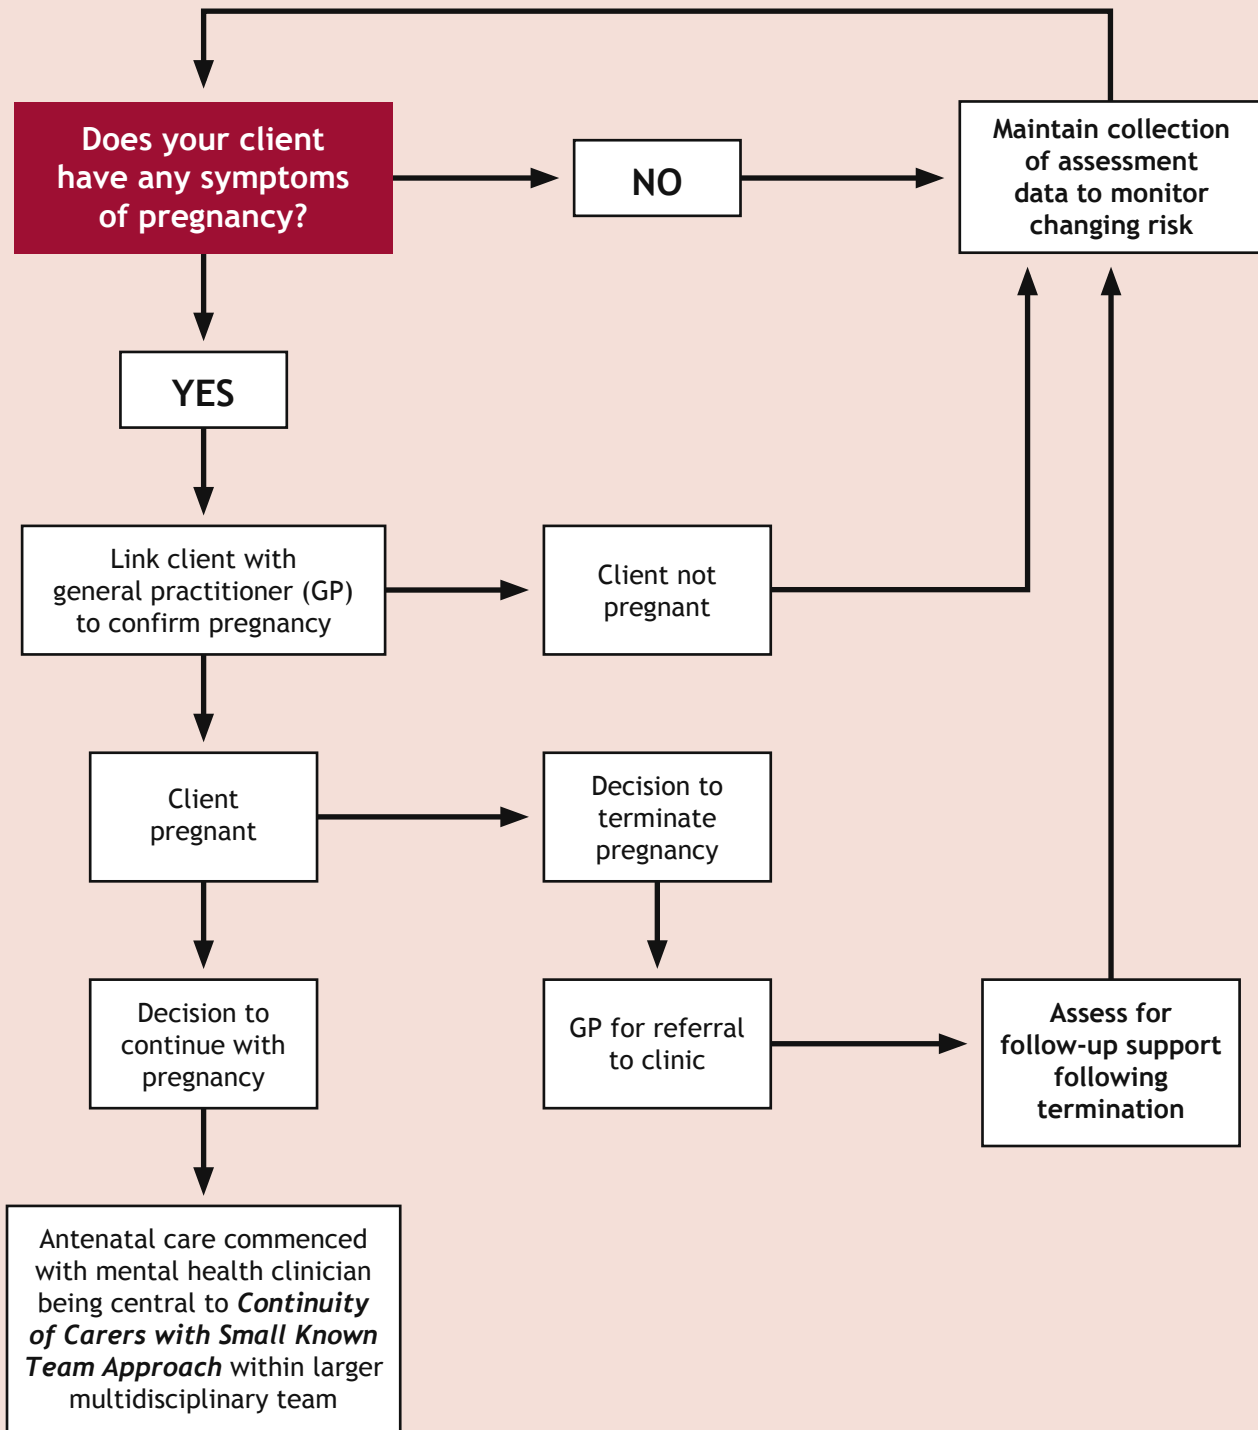 Does your client
have any symptoms
of pregnancy?
NO
Maintain collection
of assessment
data to monitor
changing risk
YES
Link client with
general practitioner (GP)
to confirm pregnancy
Client not
pregnant
Client
pregnant
Decision to
terminate
pregnancy
Decision to
continue with
pregnancy
GP for referral
to clinic
Assess for
follow-up support
following
termination
Antenatal care commenced
with mental health clinician
being central to Continuity
of Carers with Small Known
Team Approach within larger
multidisciplinary team